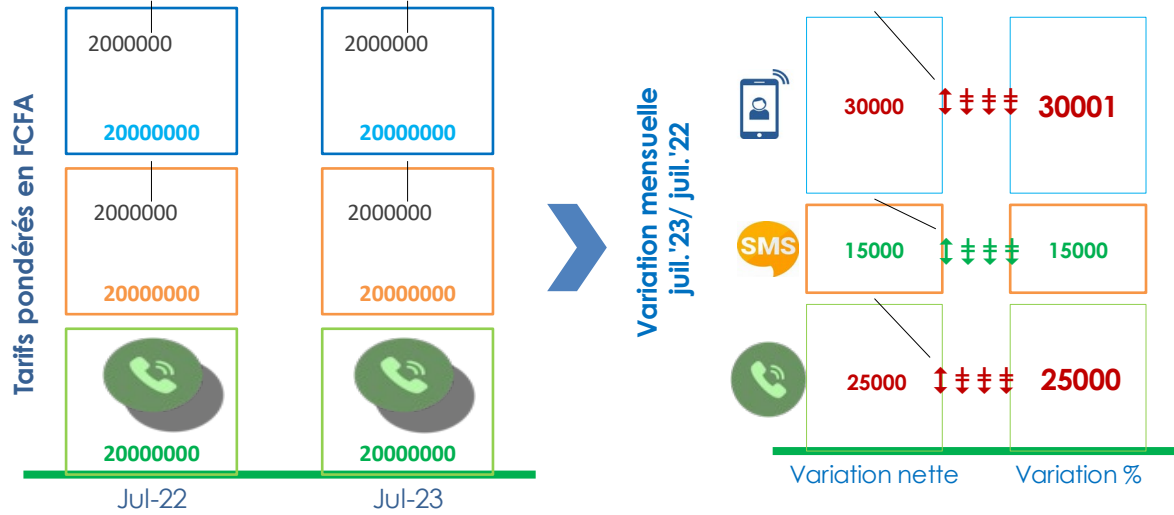 Tarifs pondérés en FCFA
2000000
2000000
20000000
20000000
2000000
2000000
20000000
20000000
20000000
20000000
Jul-22
Jul-23
Variation mensuelle
juil.'23/ juil.'22
30000
30001
SMS
15000
15000
25000
25000
Variation nette
Variation %